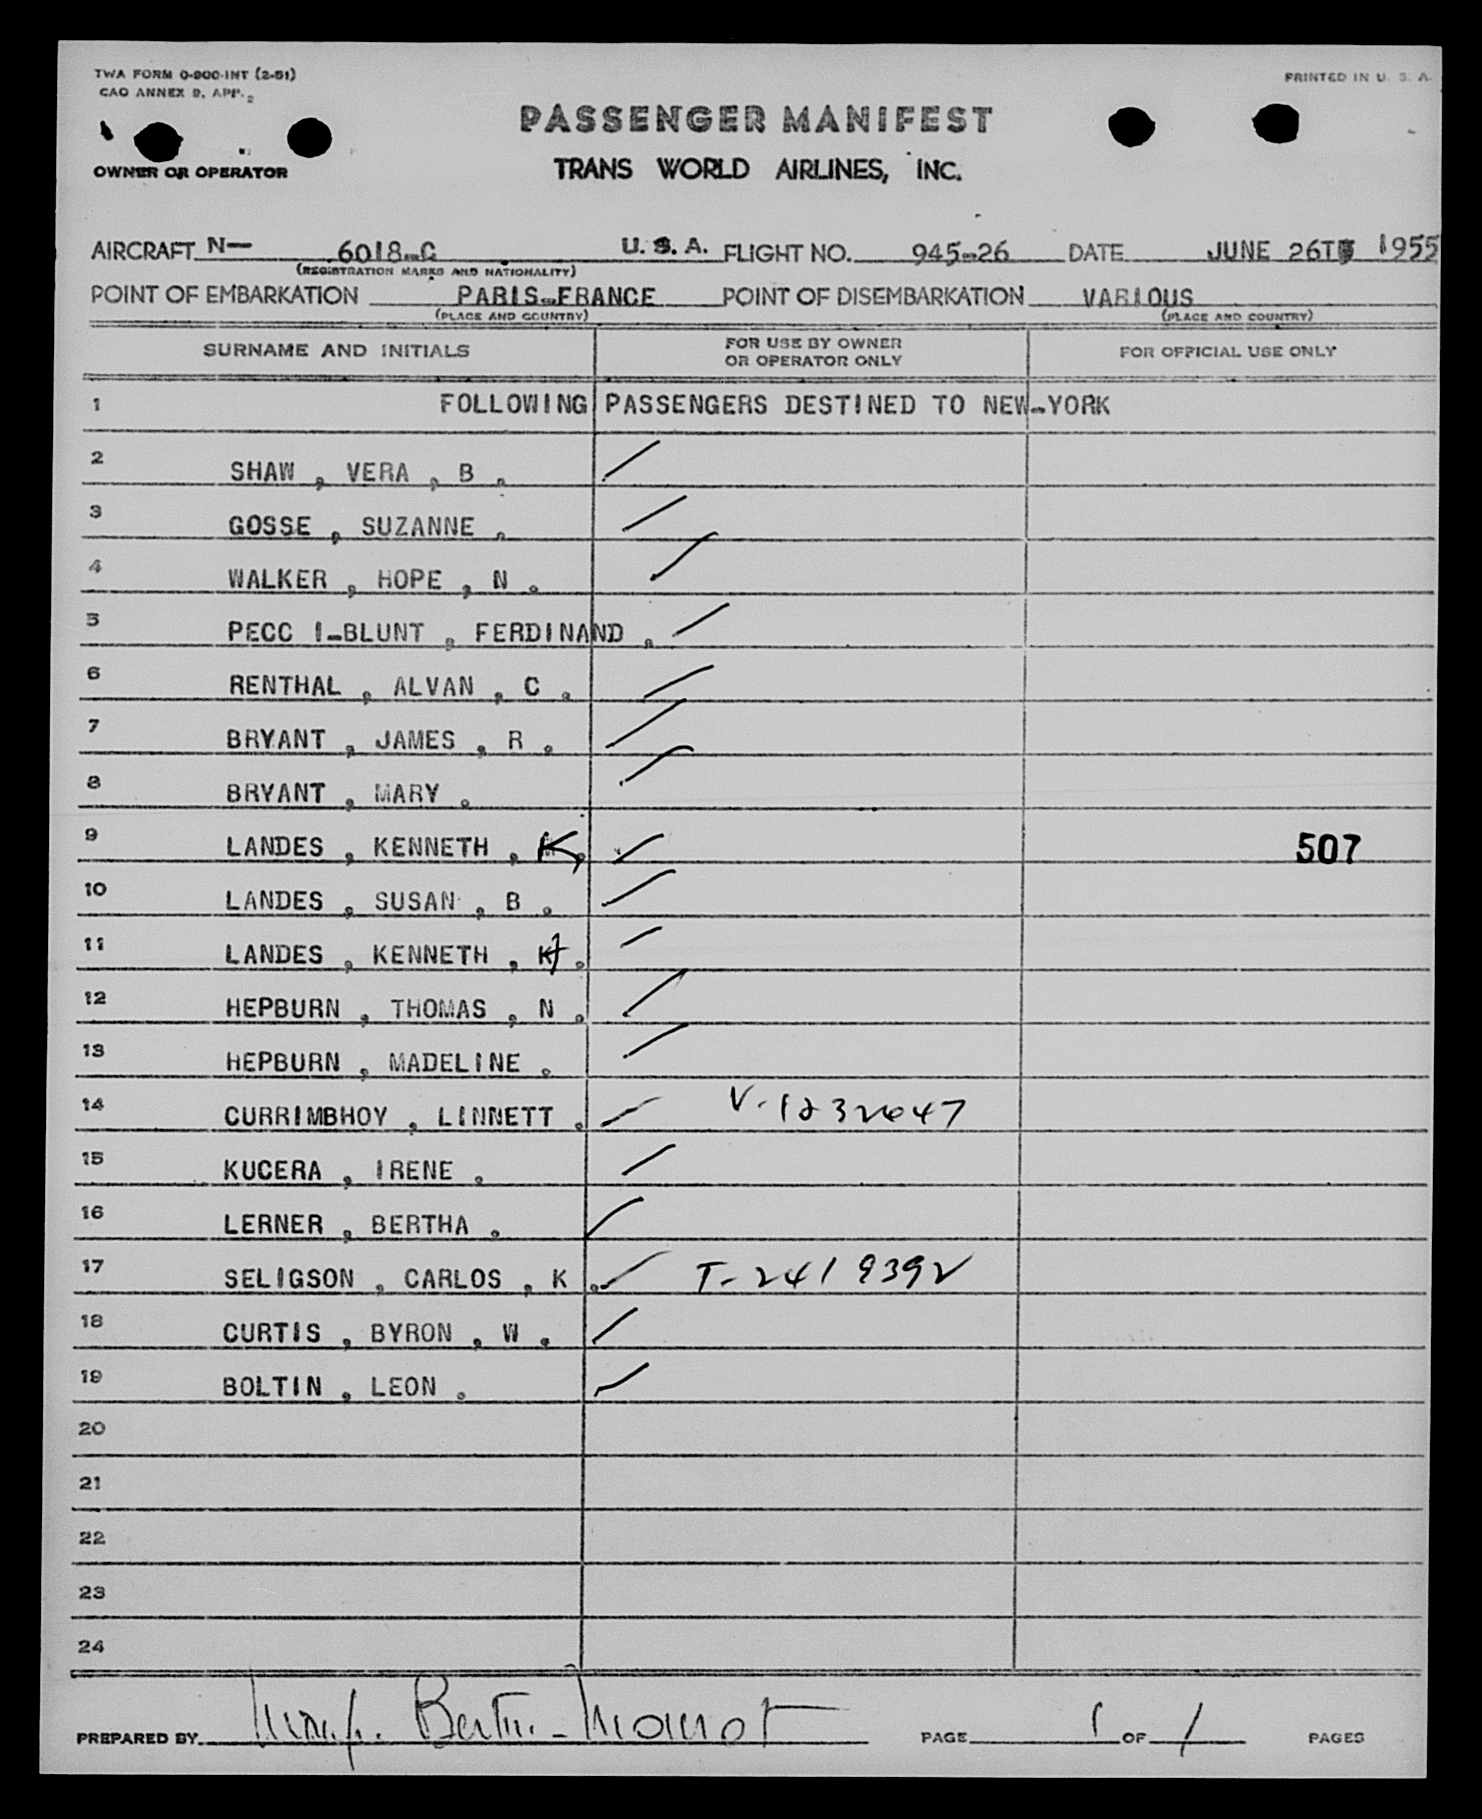 TWA FORM O-900-INT (2-51)
CAO ANNEX 9, APP. 2
PRINTED IN U. S. A.
PASSENGER MANIFEST
OWNER OR OPERATOR
TRANS WORLD AIRLINES, INC.
AIRCRAFT N— 6018-C U. S. A. FLIGHT NO. 945-26 DATE JUNE 26T 1955
(REGISTRATION MARKS AND NATIONALITY)
POINT OF EMBARKATION PARIS-FRANCE POINT OF DISEMBARKATION VARIOUS
(PLACE AND COUNTRY) (PLACE AND COUNTRY)
SURNAME AND INITIALS FOR USE BY OWNER OR OPERATOR ONLY FOR OFFICIAL USE ONLY
1 FOLLOWING PASSENGERS DESTINED TO NEW-YORK
2 SHAW , VERA , B .
3 GOSSE , SUZANNE .
4 WALKER , HOPE , N .
5 PECC I-BLUNT , FERDINAND .
6 RENTHAL , ALVAN , C .
7 BRYANT , JAMES , R .
8 BRYANT , MARY .
9 LANDES , KENNETH , K, 507
10 LANDES , SUSAN , B .
11 LANDES , KENNETH , H .
12 HEPBURN , THOMAS , N .
13 HEPBURN , MADELINE .
14 CURRIMBHOY , LINNETT . V-1232647
15 KUCERA , IRENE .
16 LERNER , BERTHA .
17 SELIGSON , CARLOS , K . T-2419392
18 CURTIS , BYRON , W .
19 BOLTIN , LEON .
20
21
22
23
24
PREPARED BY PAGE 1 OF 1 PAGES